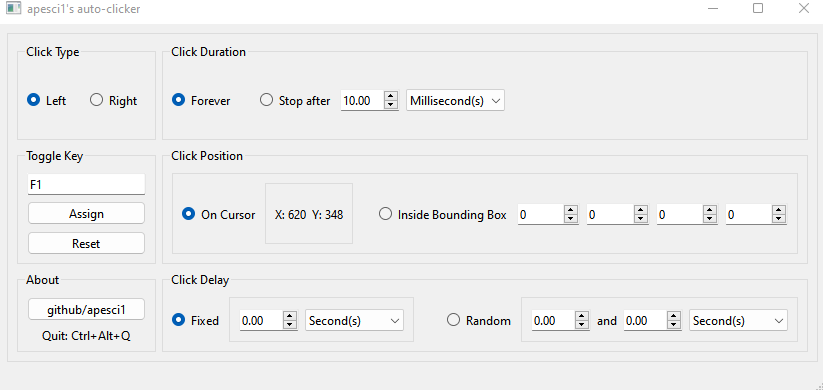 apesci1's auto-clicker
Click Type
Left Right
Click Duration
Forever Stop after 10.00 Millisecond(s)
Toggle Key
F1
Assign
Reset
Click Position
On Cursor X: 620 Y: 348 Inside Bounding Box 0 0 0 0
About
github/apesci1
Quit: Ctrl+Alt+Q
Click Delay
Fixed 0.00 Second(s) Random 0.00 and 0.00 Second(s)